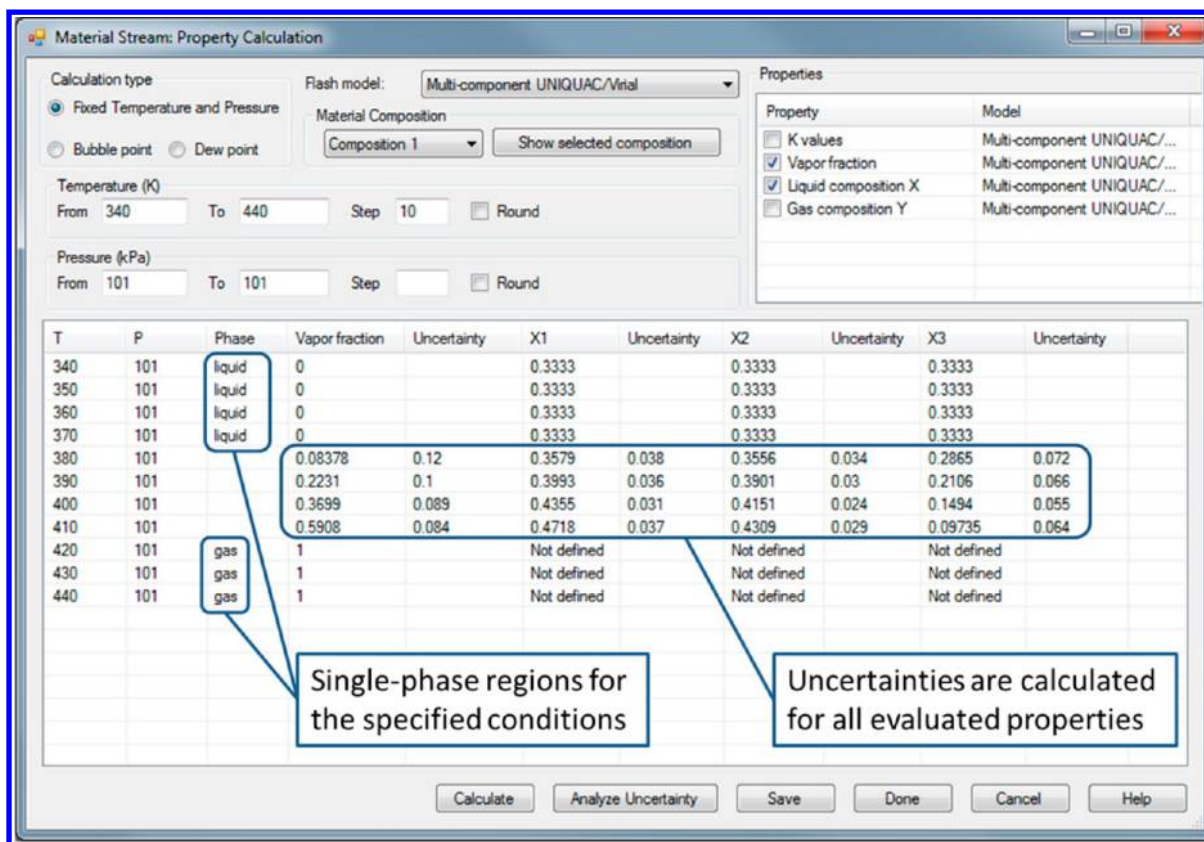 Material Stream: Property Calculation
Calculation type
Fixed Temperature and Pressure
Bubble point Dew point
Flash model: Multi-component UNIQUAC/Virial
Material Composition
Composition 1 Show selected composition
Temperature (K)
From 340 To 440 Step 10 Round
Pressure (kPa)
From 101 To 101 Step Round
Properties
Property Model
K values Multi-component UNIQUAC/...
Vapor fraction Multi-component UNIQUAC/...
Liquid composition X Multi-component UNIQUAC/...
Gas composition Y Multi-component UNIQUAC/...
T P Phase Vapor fraction Uncertainty X1 Uncertainty X2 Uncertainty X3 Uncertainty
340 101 liquid 0 0.3333 0.3333 0.3333
350 101 liquid 0 0.3333 0.3333 0.3333
360 101 liquid 0 0.3333 0.3333 0.3333
370 101 liquid 0 0.3333 0.3333 0.3333
380 101 0.08378 0.12 0.3579 0.038 0.3556 0.034 0.2865 0.072
390 101 0.2231 0.1 0.3993 0.036 0.3901 0.03 0.2106 0.066
400 101 0.3699 0.089 0.4355 0.031 0.4151 0.024 0.1494 0.055
410 101 0.5908 0.084 0.4718 0.037 0.4309 0.029 0.09735 0.064
420 101 gas 1 Not defined Not defined Not defined
430 101 gas 1 Not defined Not defined Not defined
440 101 gas 1 Not defined Not defined Not defined
Single-phase regions for
the specified conditions
Uncertainties are calculated
for all evaluated properties
Calculate Analyze Uncertainty Save Done Cancel Help